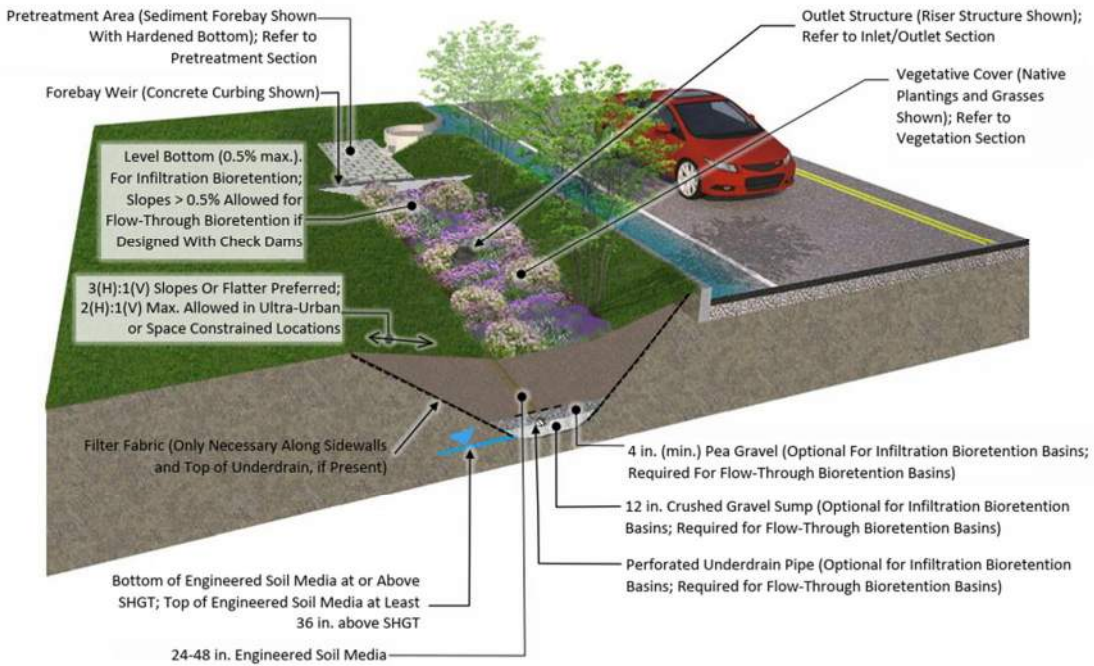 Pretreatment Area (Sediment Forebay Shown
With Hardened Bottom); Refer to
Pretreatment Section
Forebay Weir (Concrete Curbing Shown)
Level Bottom (0.5% max.).
For Infiltration Bioretention;
Slopes > 0.5% Allowed for
Flow-Through Bioretention if
Designed With Check Dams
3(H):1(V) Slopes Or Flatter Preferred;
2(H):1(V) Max. Allowed in Ultra-Urban
or Space Constrained Locations
Filter Fabric (Only Necessary Along Sidewalls
and Top of Underdrain, if Present)
Bottom of Engineered Soil Media at or Above
SHGT; Top of Engineered Soil Media at Least
36 in. above SHGT
24-48 in. Engineered Soil Media
Outlet Structure (Riser Structure Shown);
Refer to Inlet/Outlet Section
Vegetative Cover (Native
Plantings and Grasses
Shown); Refer to
Vegetation Section
4 in. (min.) Pea Gravel (Optional For Infiltration Bioretention Basins;
Required For Flow-Through Bioretention Basins)
12 in. Crushed Gravel Sump (Optional for Infiltration Bioretention
Basins; Required for Flow-Through Bioretention Basins)
Perforated Underdrain Pipe (Optional for Infiltration Bioretention
Basins; Required for Flow-Through Bioretention Basins)